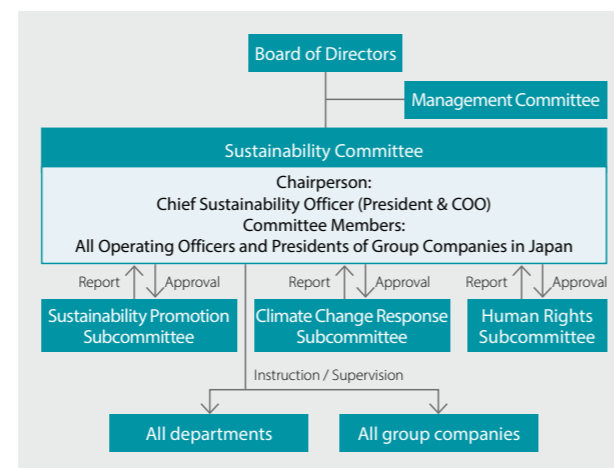 Board of Directors
Management Committee
Sustainability Committee
Chairperson:
Chief Sustainability Officer (President & COO)
Committee Members:
All Operating Officers and Presidents of Group Companies in Japan
Report
Approval
Report
Approval
Report
Approval
Sustainability Promotion
Subcommittee
Climate Change Response
Subcommittee
Human Rights
Subcommittee
Instruction / Supervision
All departments
All group companies